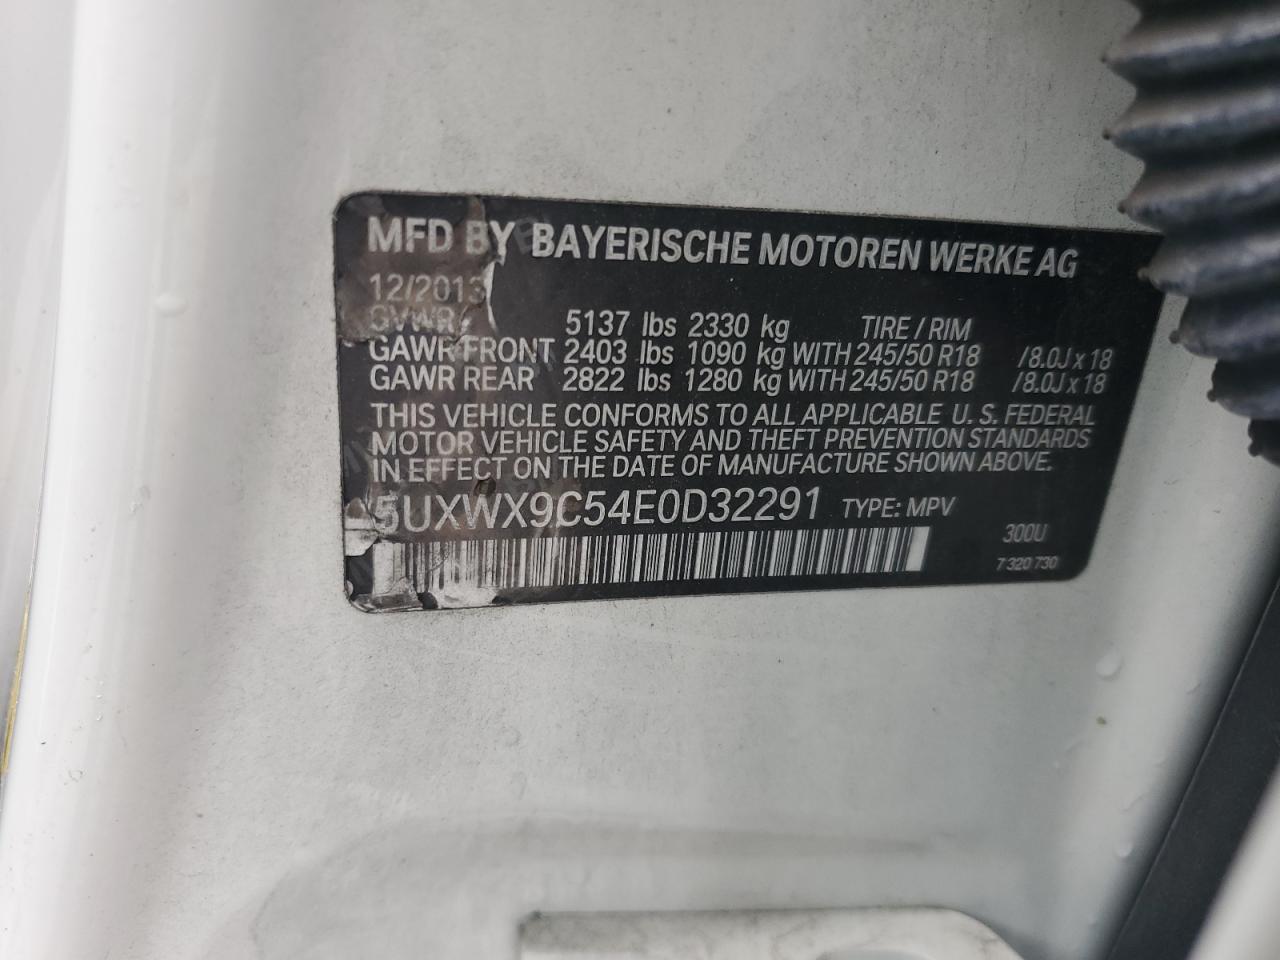 MFD BY BAYERISCHE MOTOREN WERKE AG
12/2013
GVWR 5137 lbs 2330 kg TIRE / RIM
GAWR FRONT 2403 lbs 1090 kg WITH 245/50 R18 /8.0J x 18
GAWR REAR 2822 lbs 1280 kg WITH 245/50 R18 /8.0J x 18
THIS VEHICLE CONFORMS TO ALL APPLICABLE U. S. FEDERAL
MOTOR VEHICLE SAFETY AND THEFT PREVENTION STANDARDS
IN EFFECT ON THE DATE OF MANUFACTURE SHOWN ABOVE.
5UXWX9C54E0D32291 TYPE: MPV
300U
7 320 730